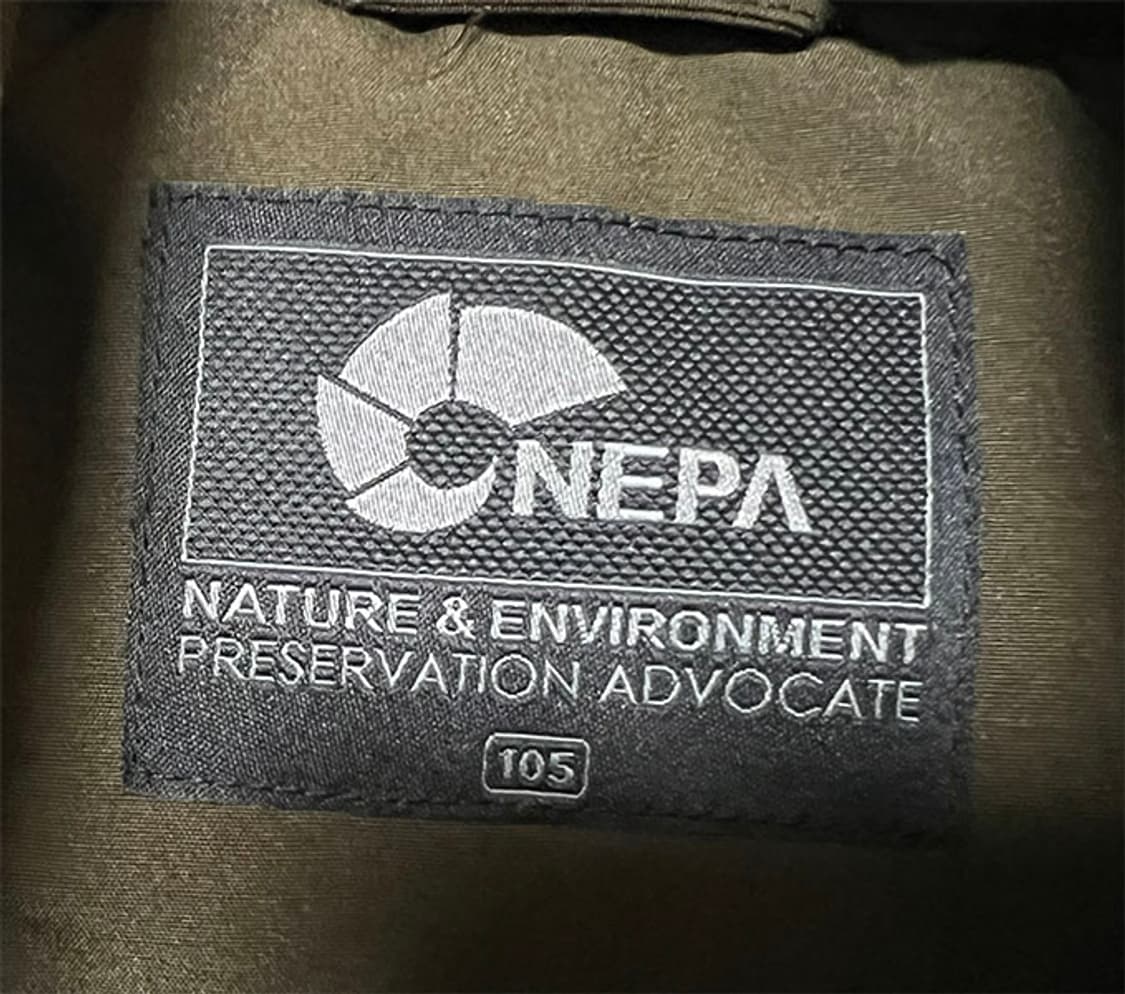 NEPA
NATURE & ENVIRONMENT
PRESERVATION ADVOCATE
105